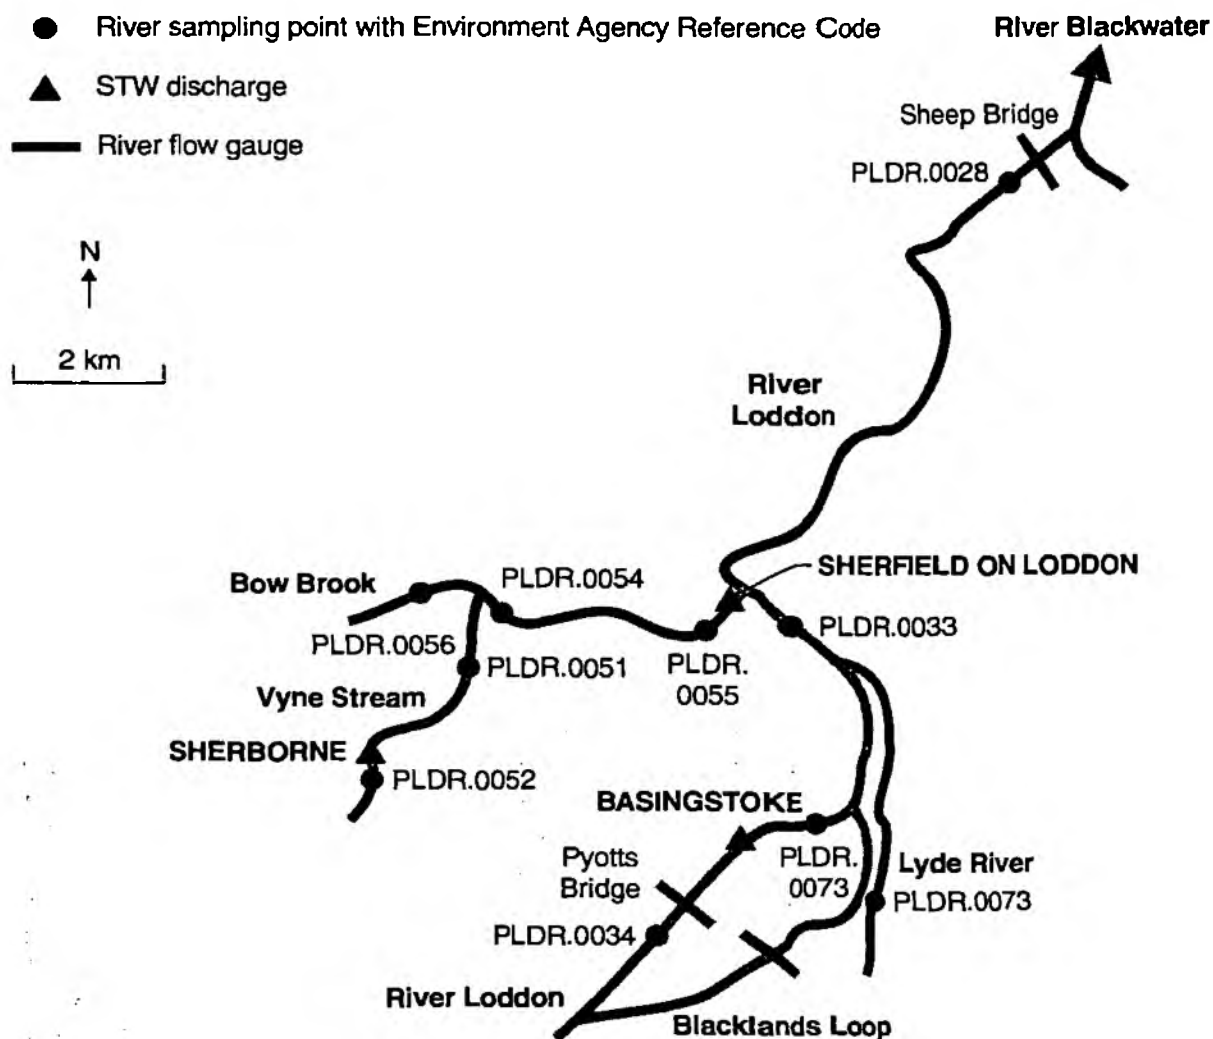 River sampling point with Environment Agency Reference Code
STW discharge
River flow gauge
N
2 km
River Blackwater
Sheep Bridge
PLDR.0028
River
Loddon
SHERFIELD ON LODDON
Bow Brook
PLDR.0054
PLDR.0056
PLDR.0051
PLDR.
0055
PLDR.0033
Vyne Stream
SHERBORNE
PLDR.0052
BASINGSTOKE
PLDR.
0073
Pyotts
Bridge
Lyde River
PLDR.0073
PLDR.0034
River Loddon
Blacklands Loop